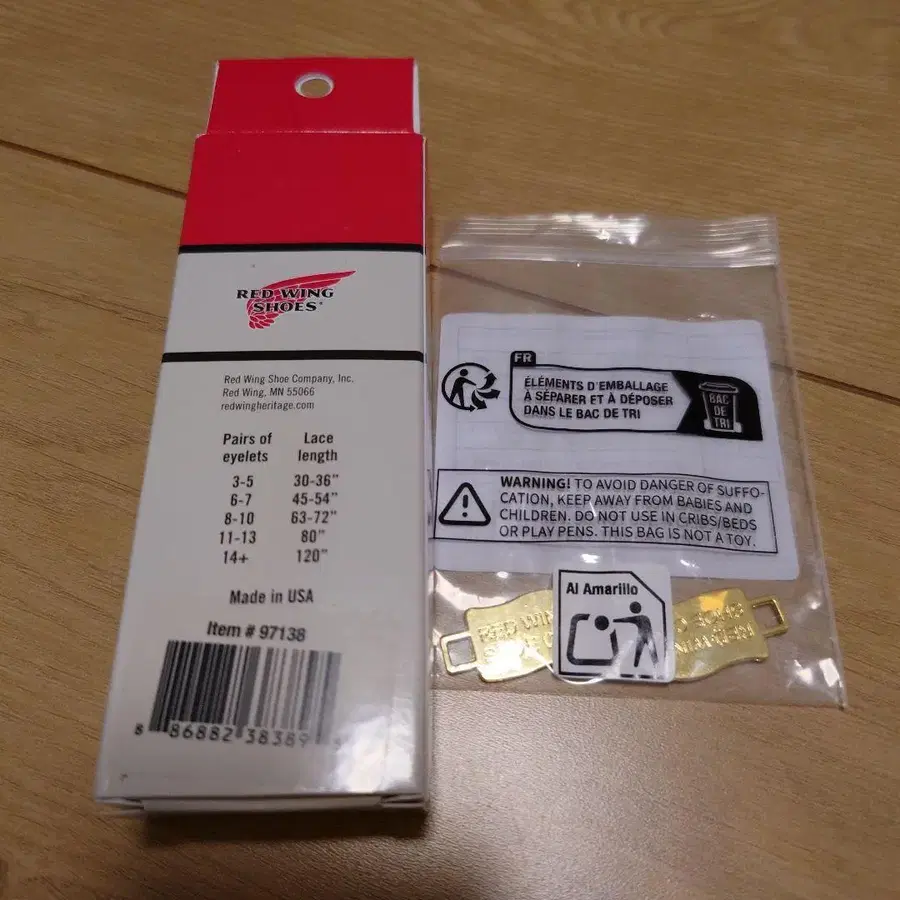 RED WING
SHOES®
Red Wing Shoe Company, Inc.
Red Wing, MN 55066
redwingheritage.com
Pairs of eyelets Lace length
3-5 30-36"
6-7 45-54"
8-10 63-72"
11-13 80"
14+ 120"
Made in USA
Item # 97138
8 86882 38389
FR
ÉLÉMENTS D'EMBALLAGE
À SÉPARER ET À DÉPOSER
DANS LE BAC DE TRI
BAC
DE
TRI
WARNING! TO AVOID DANGER OF SUFFO-
CATION, KEEP AWAY FROM BABIES AND
CHILDREN. DO NOT USE IN CRIBS/BEDS
OR PLAY PENS. THIS BAG IS NOT A TOY.
Al Amarillo
RED WIN